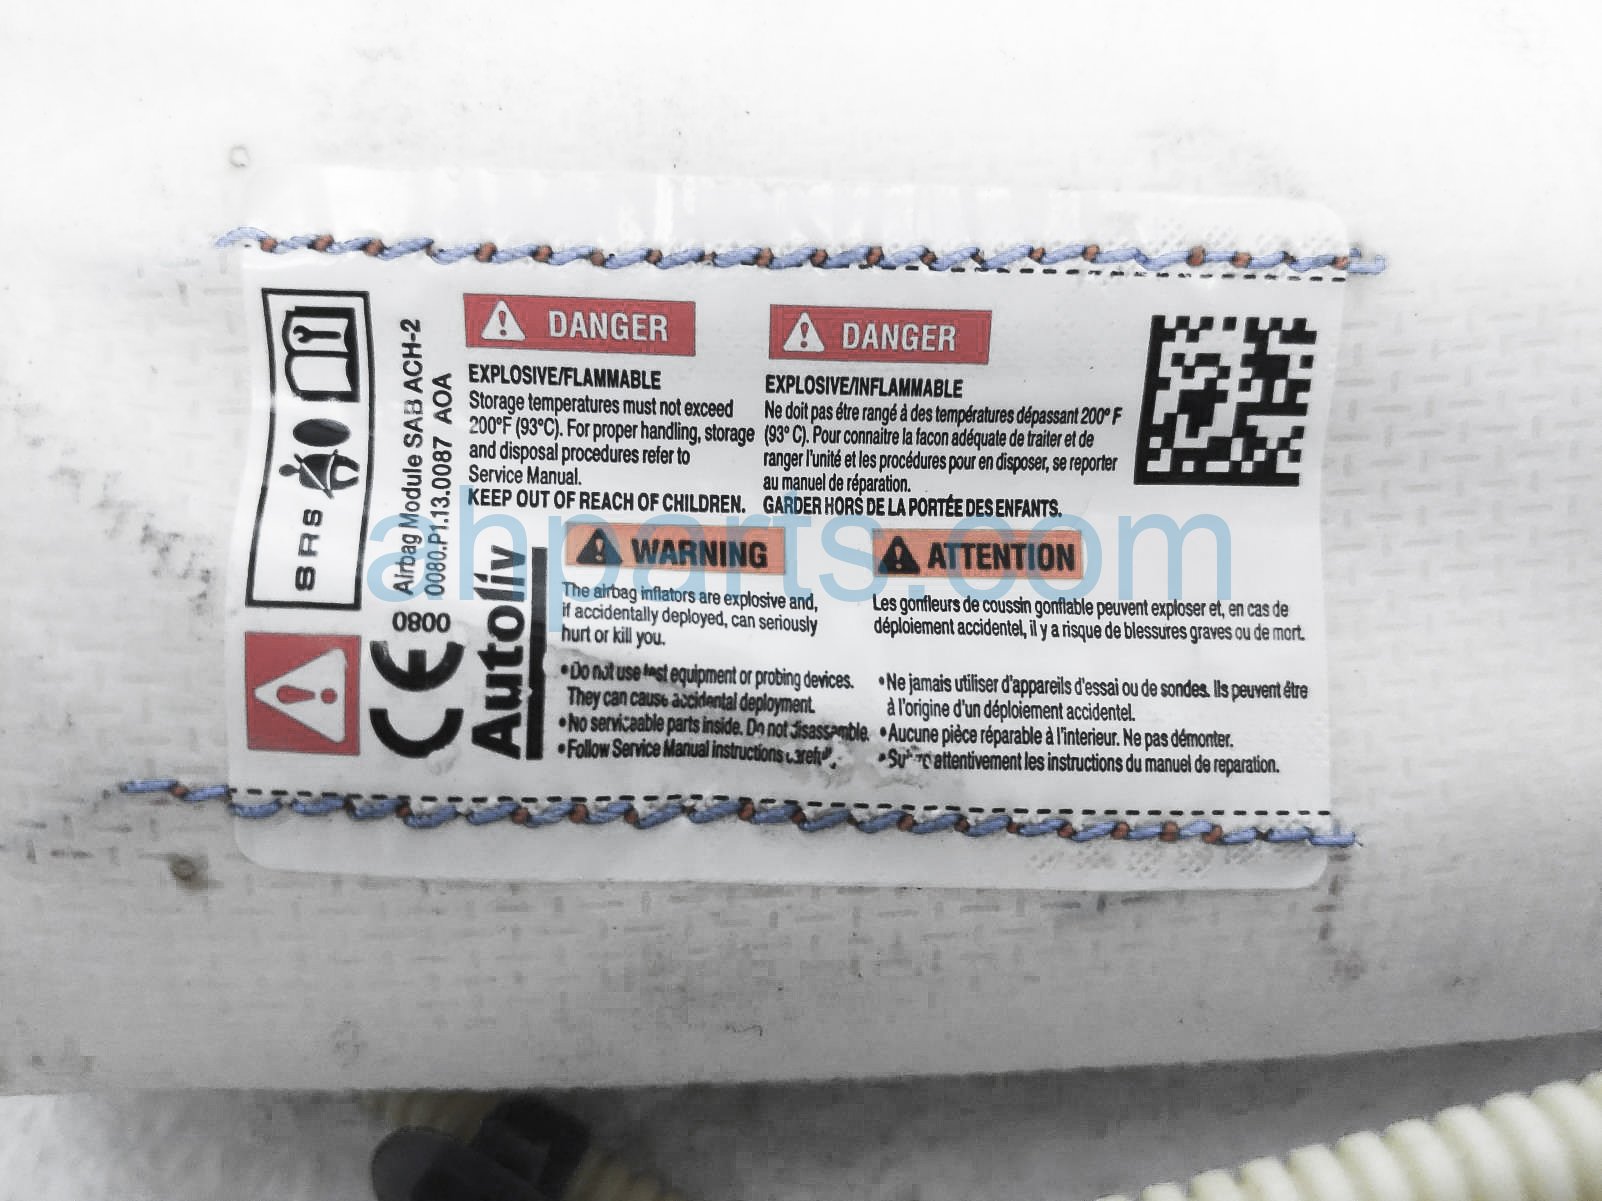 SRS
Airbag Module SAB ACH-2
0080.P1.13.0087 AOA
CE 0080
Autoliv
DANGER
EXPLOSIVE/FLAMMABLE
Storage temperatures must not exceed
200°F (93°C). For proper handling, storage
and disposal procedures refer to
Service Manual.
KEEP OUT OF REACH OF CHILDREN.
DANGER
EXPLOSIVE/INFLAMMABLE
Ne doit pas étre rangé à des températures dépassant 200° F
(93° C). Pour connaitre la facon adéquate de traiter et de
ranger l'unité et les procédures pour en disposer, se reporter
au manuel de réparation.
GARDER HORS DE LA PORTÉE DES ENFANTS.
WARNING
The airbag inflators are explosive and,
if accidentally deployed, can seriously
hurt or kill you.
•Do not use test equipment or probing devices.
They can cause accidental deployment.
•No serviceable parts inside. Do not disassemble.
•Follow Service Manual instructions
ATTENTION
Les gonfleurs de coussin gonflable peuvent exploser et, en cas de
déploiement accidentel, il y a risque de blessures graves ou de mort.
•Ne jamais utiliser d'appareils d'essai ou de sondes. Ils peuvent étre
à l'origine d'un déploiement accidentel.
•Aucune pièce réparable à l'interieur. Ne pas démonter.
attentivement les instructions du manuel de reparation.
ahparts.com